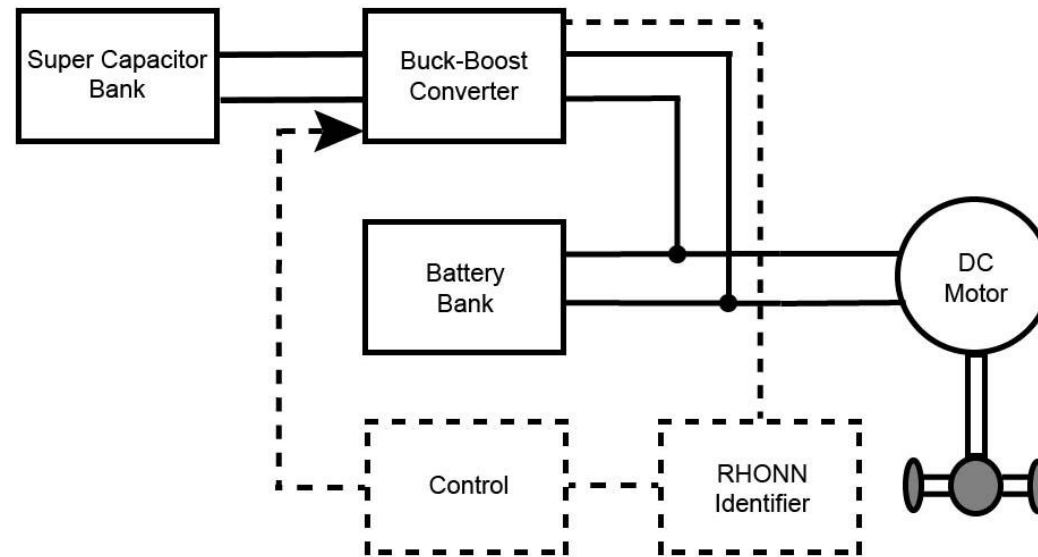 Super Capacitor
Bank
Buck-Boost
Converter
Battery
Bank
DC
Motor
Control
RHONN
Identifier